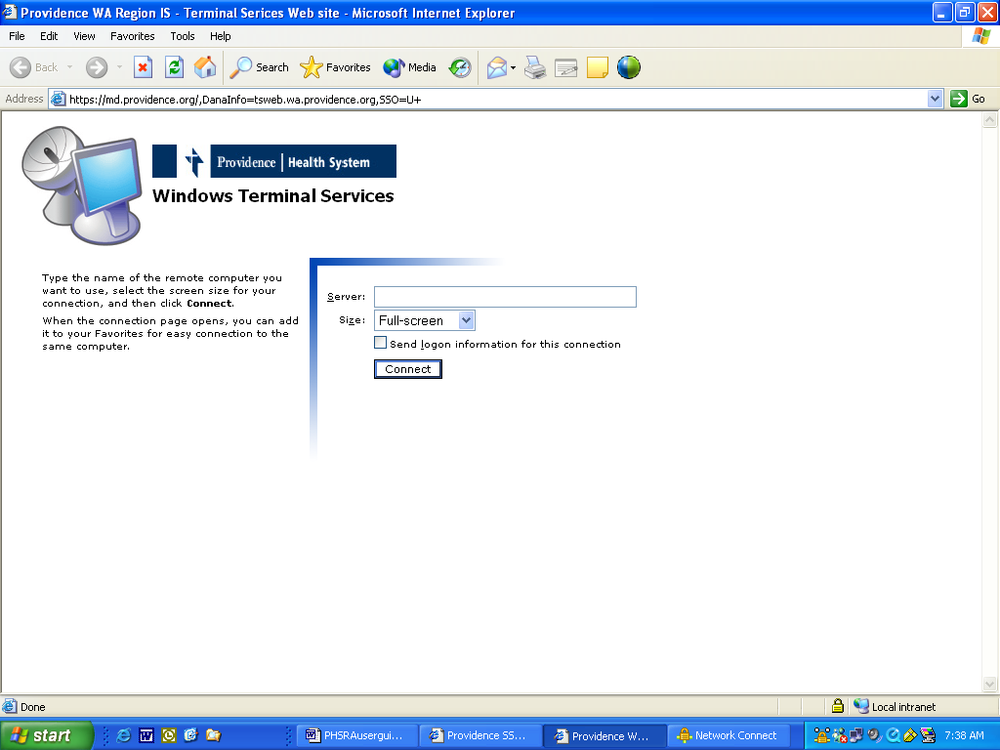 Providence WA Region IS - Terminal Serices Web site - Microsoft Internet Explorer
File Edit View Favorites Tools Help
Back Search Favorites Media
Address https://md.providence.org/,DanaInfo=tsweb.wa.providence.org,SSO=U+ Go
Providence Health System
Windows Terminal Services
Type the name of the remote computer you
want to use, select the screen size for your
connection, and then click Connect.
When the connection page opens, you can add
it to your Favorites for easy connection to the
same computer.
Server:
Size: Full-screen
Send logon information for this connection
Connect
Done Local intranet
start PHSRAusergui... Providence SS... Providence W... Network Connect 7:38 AM